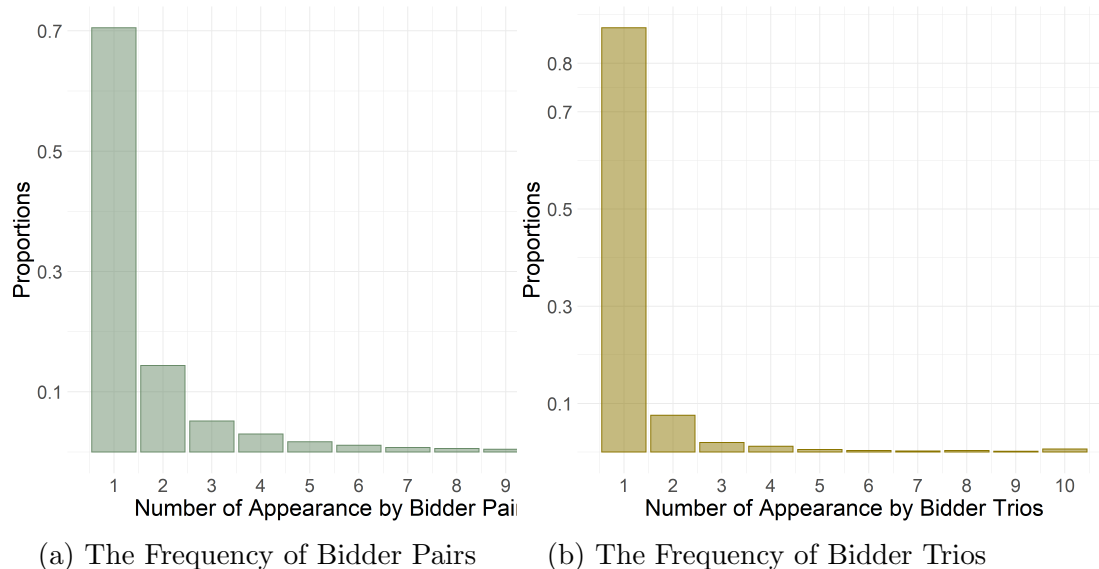 0.7
0.5
0.3
0.1
Proportions
1 2 3 4 5 6 7 8 9
Number of Appearance by Bidder Pai
(a) The Frequency of Bidder Pairs
0.8
0.7
0.5
0.3
0.1
Proportions
1 2 3 4 5 6 7 8 9 10
Number of Appearance by Bidder Trios
(b) The Frequency of Bidder Trios